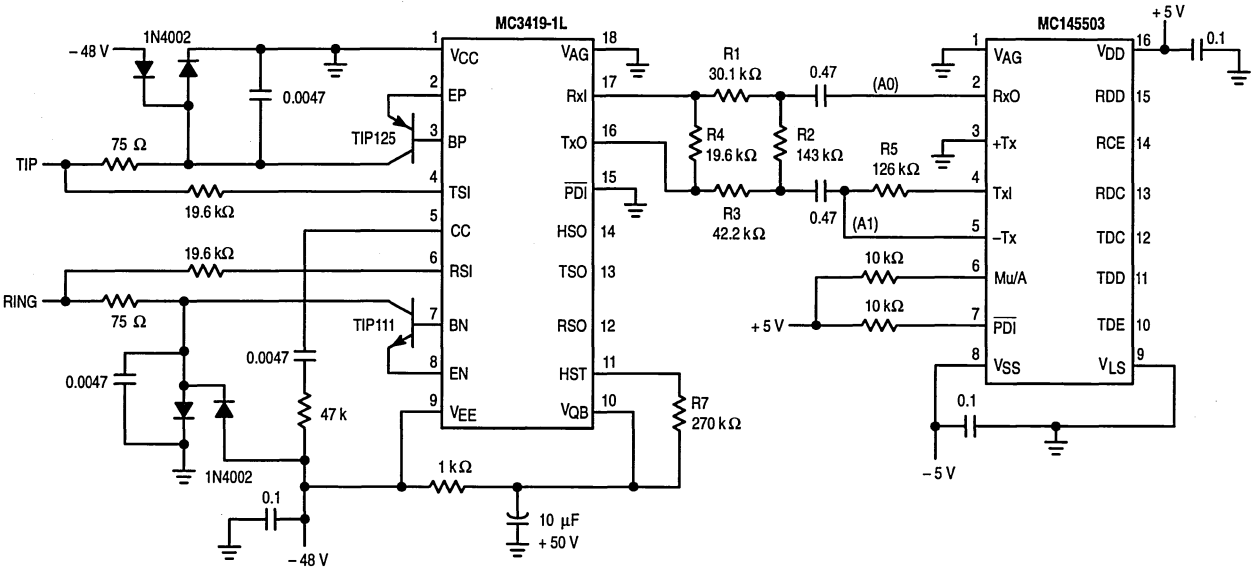 MC3419-1L
MC145503
1N4002
– 48 V
0.0047
75 Ω
TIP
19.6 kΩ
TIP125
19.6 kΩ
RING
75 Ω
TIP111
0.0047
0.0047
47 k
1N4002
0.1
– 48 V
1 kΩ
10 µF
+ 50 V
1 VCC
2 EP
3 BP
4 TSI
5 CC
6 RSI
7 BN
8 EN
9 VEE
VAG 18
RxI 17
TxO 16
PDI 15
HSO 14
TSO 13
RSO 12
HST 11
VQB 10
R7
270 kΩ
R1
30.1 kΩ
R4
19.6 kΩ
R2
143 kΩ
R3
42.2 kΩ
0.47
(A0)
0.47
(A1)
R5
126 kΩ
10 kΩ
10 kΩ
+ 5 V
1 VAG
2 RxO
3 +Tx
4 TxI
5 –Tx
6 Mu/A
7 PDI
8 VSS
VDD 16
RDD 15
RCE 14
RDC 13
TDC 12
TDD 11
TDE 10
VLS 9
+ 5 V
0.1
0.1
– 5 V